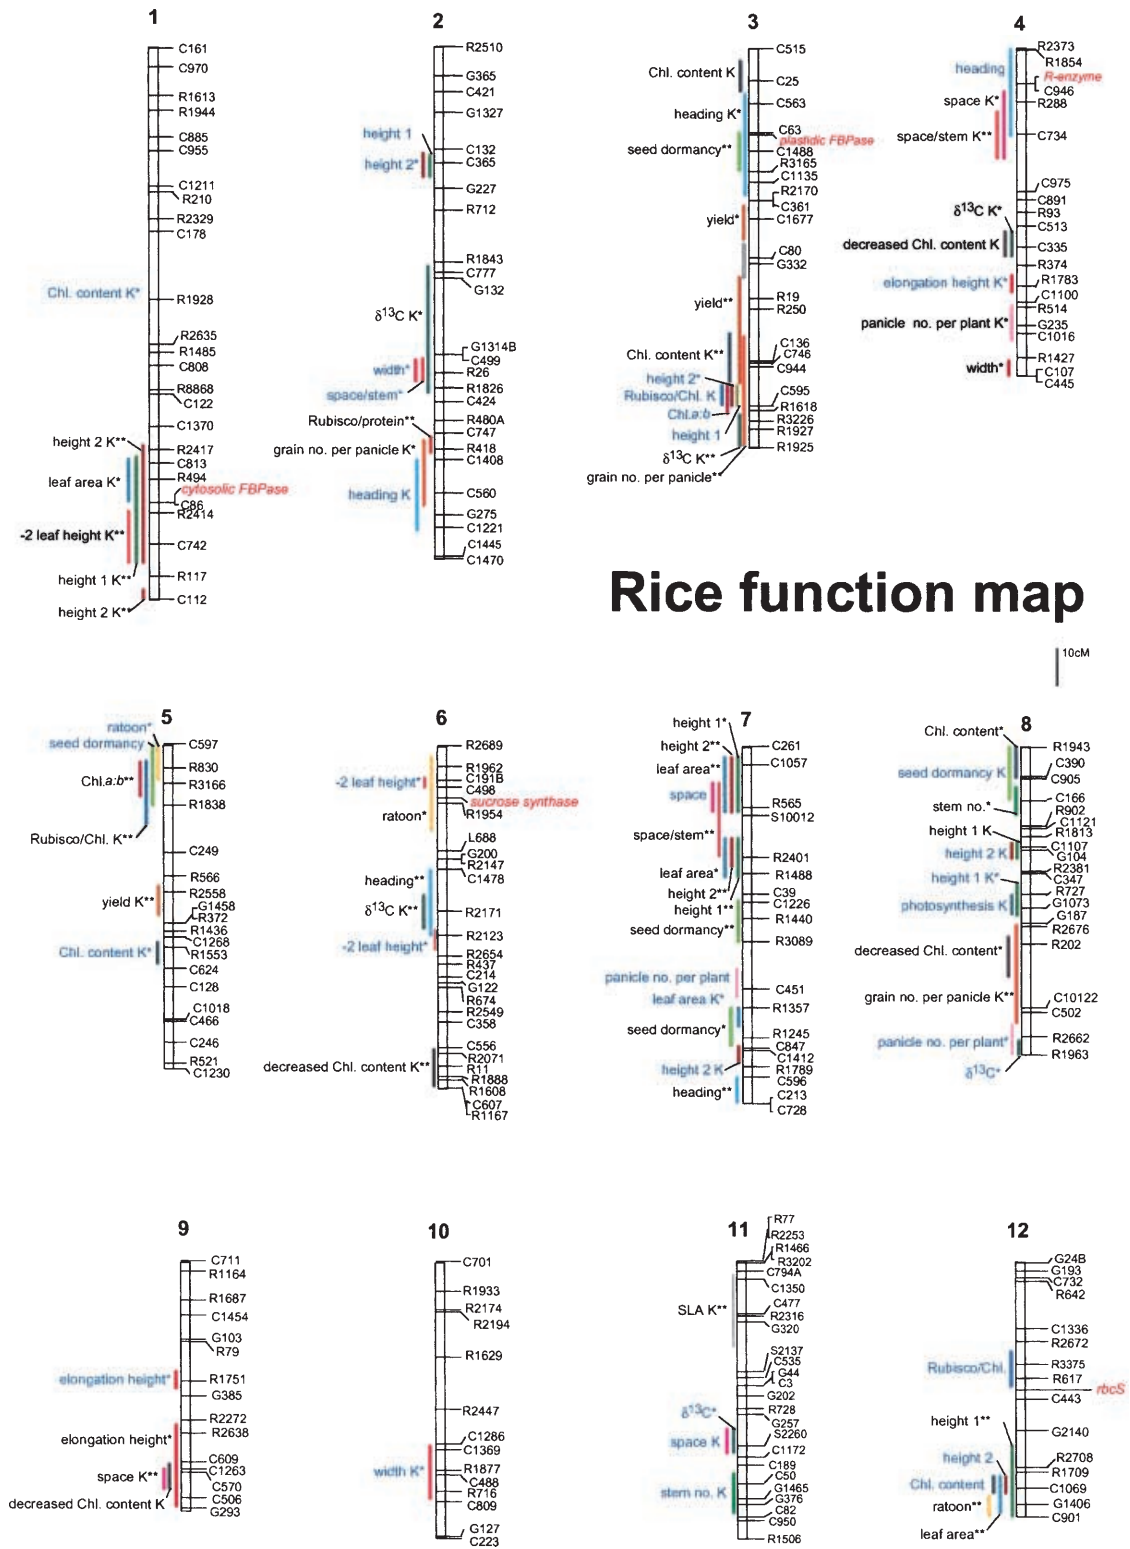 1
C161
C970
R1613
R1944
C885
C955
C1211
R210
R2329
C178
Chl. content K*
R1928
R2635
R1485
C808
R8868
C122
C1370
height 2 K**
R2417
C813
leaf area K*
R494
cytosolic FBPase
C86
R2414
-2 leaf height K**
C742
height 1 K**
R117
C112
height 2 K**
2
R2510
G365
C421
G1327
height 1
C132
height 2*
C365
G227
R712
R1843
C777
G132
δ13C K*
G1314B
C499
width*
R26
space/stem*
R1826
C424
Rubisco/protein**
R480A
C747
grain no. per panicle K*
R418
C1408
heading K
C560
G275
C1221
C1445
C1470
3
C515
Chl. content K
C25
C563
heading K*
C63
plastidic FBPase
seed dormancy**
C1488
R3165
C1135
R2170
C361
yield*
C1677
C80
G332
yield**
R19
R250
C136
Chl. content K**
C746
C944
height 2*
Rubisco/Chl. K
C595
Chl.a:b
R1618
R3226
height 1
R1927
R1925
δ13C K**
grain no. per panicle**
4
R2373
R1854
heading
R-enzyme
C946
space K*
R288
space/stem K**
C734
C975
C891
δ13C K*
R93
C513
decreased Chl. content K
C335
R374
elongation height K*
R1783
C1100
R514
panicle no. per plant K*
G235
C1016
R1427
width*
C107
C445
Rice function map
10cM
5
ratoon*
seed dormancy
C597
R830
Chl.a:b**
R3166
R1838
Rubisco/Chl. K**
C249
R566
R2558
yield K**
G1458
R372
R1436
C1268
Chl. content K*
R1553
C624
C128
C1018
C466
C246
R521
C1230
6
R2689
R1962
-2 leaf height*
C191B
C498
sucrose synthase
ratoon*
R1954
L688
G200
R2147
heading**
C1478
δ13C K**
R2171
R2123
-2 leaf height*
R2654
R437
C214
G122
R674
R2549
C358
C556
R2071
decreased Chl. content K**
R11
R1888
R1608
C607
R1167
7
height 1*
height 2**
C261
leaf area**
C1057
space
R565
S10012
space/stem**
R2401
leaf area*
R1488
height 2**
C39
height 1**
C1226
R1440
seed dormancy**
R3089
panicle no. per plant
C451
leaf area K*
R1357
seed dormancy*
R1245
C847
C1412
height 2 K
R1789
C596
heading**
C213
C728
8
Chl. content*
R1943
C390
seed dormancy K
C905
C166
stem no.*
R902
C1121
height 1 K
R1813
C1107
height 2 K
G104
R2381
height 1 K*
C347
R727
photosynthesis K
G1073
G187
R2676
decreased Chl. content*
R202
grain no. per panicle K**
C10122
C502
panicle no. per plant*
R2662
R1963
δ13C*
9
C711
R1164
R1687
C1454
G103
R79
elongation height*
R1751
G385
R2272
elongation height*
R2638
C609
space K**
C1263
C570
decreased Chl. content K
C506
G293
10
C701
R1933
R2174
R2194
R1629
R2447
C1286
C1369
width K*
R1877
C488
R716
C809
G127
C223
11
R77
R2253
R1466
R3202
C794A
C1350
SLA K**
C477
R2316
G320
S2137
C535
G44
C3
G202
δ13C*
R728
G257
space K
S2260
C1172
C189
C50
stem no. K
G1465
G376
C82
C950
R1506
12
G24B
G193
C732
R642
C1336
R2672
Rubisco/Chl.
R3375
R617
rbcS
C443
height 1**
G2140
height 2
R2708
R1709
Chl. content
C1069
ratoon**
G1406
C901
leaf area**